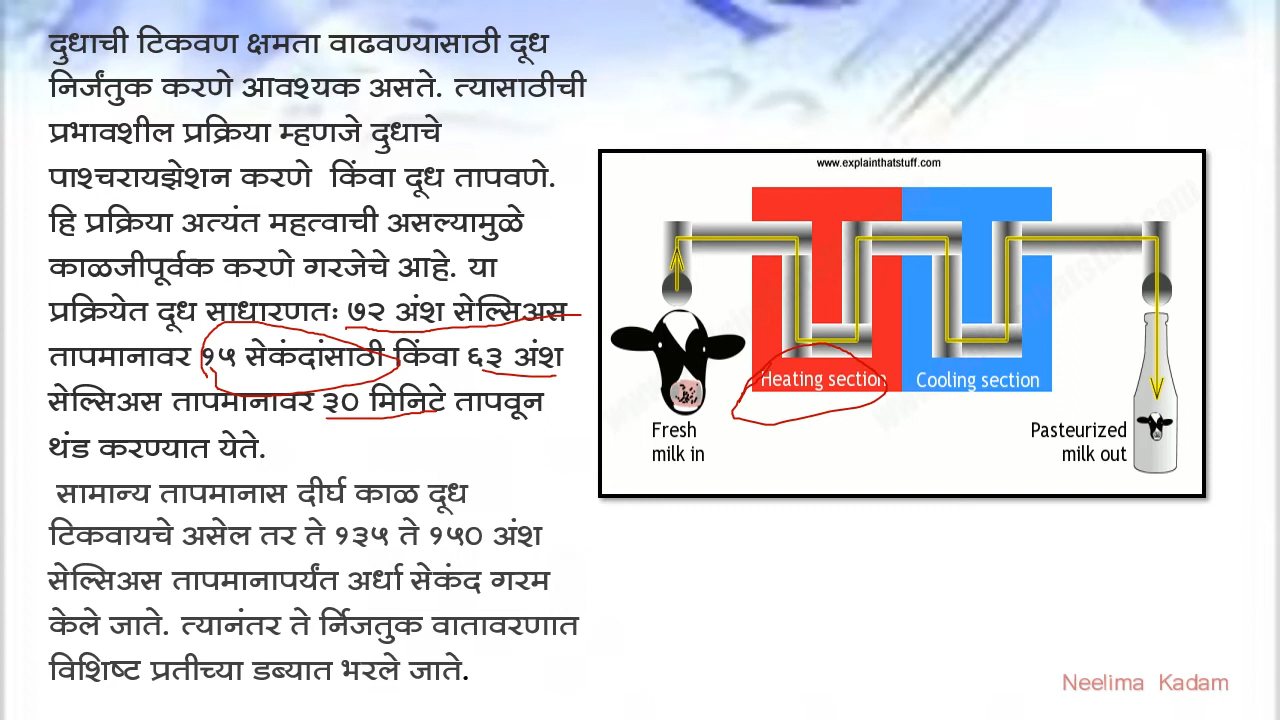 दुधाची टिकवण क्षमता वाढवण्यासाठी दूध
निर्जंतुक करणे आवश्यक असते. त्यासाठीची
प्रभावशील प्रक्रिया म्हणजे दुधाचे
पाश्चरायझेशन करणे किंवा दूध तापवणे.
हि प्रक्रिया अत्यंत महत्वाची असल्यामुळे
काळजीपूर्वक करणे गरजेचे आहे. या
प्रक्रियेत दूध साधारणतः ७२ अंश सेल्सिअस
तापमानावर १५ सेकंदांसाठी किंवा ६३ अंश
सेल्सिअस तापमानावर ३० मिनिटे तापवून
थंड करण्यात येते.
सामान्य तापमानास दीर्घ काळ दूध
टिकवायचे असेल तर ते १३५ ते १५० अंश
सेल्सिअस तापमानापर्यंत अर्धा सेकंद गरम
केले जाते. त्यानंतर ते र्निजतुक वातावरणात
विशिष्ट प्रतीच्या डब्यात भरले जाते.
www.explainthatstuff.com
Heating section
Cooling section
Fresh
milk in
Pasteurized
milk out
Neelima Kadam